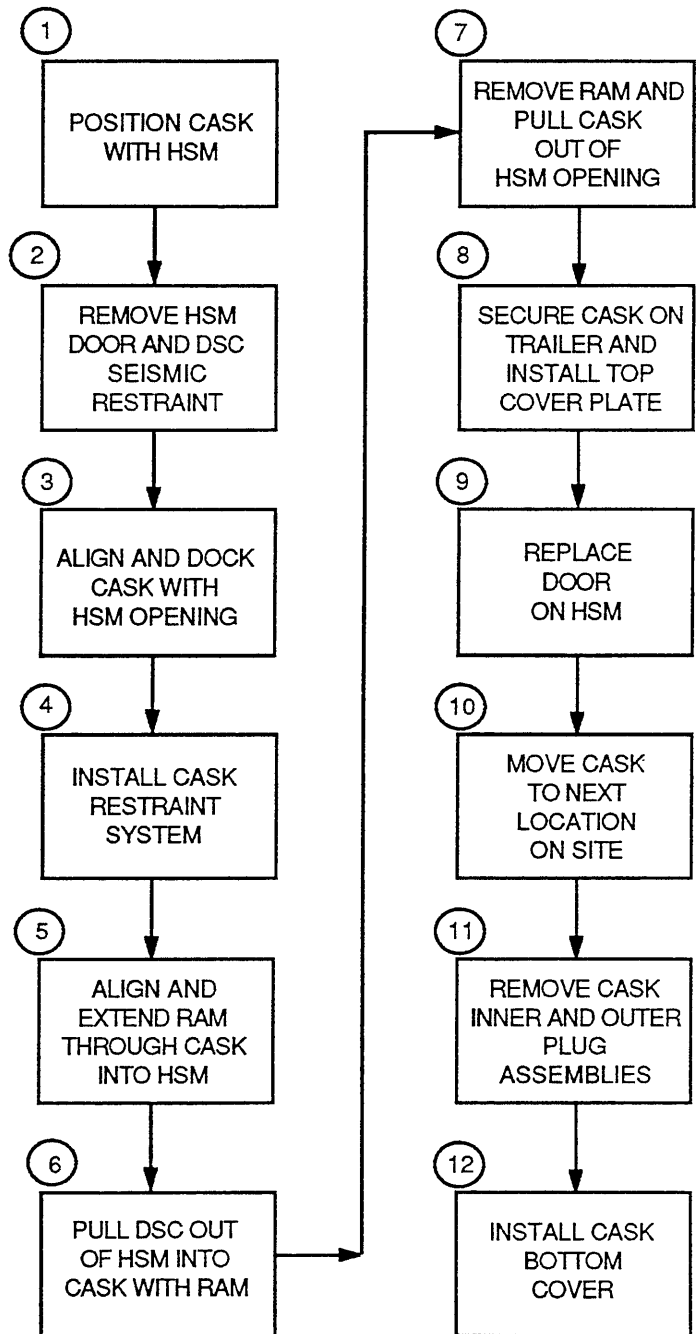 1
POSITION CASK
WITH HSM
2
REMOVE HSM
DOOR AND DSC
SEISMIC
RESTRAINT
3
ALIGN AND DOCK
CASK WITH
HSM OPENING
4
INSTALL CASK
RESTRAINT
SYSTEM
5
ALIGN AND
EXTEND RAM
THROUGH CASK
INTO HSM
6
PULL DSC OUT
OF HSM INTO
CASK WITH RAM
7
REMOVE RAM AND
PULL CASK
OUT OF
HSM OPENING
8
SECURE CASK ON
TRAILER AND
INSTALL TOP
COVER PLATE
9
REPLACE
DOOR
ON HSM
10
MOVE CASK
TO NEXT
LOCATION
ON SITE
11
REMOVE CASK
INNER AND OUTER
PLUG
ASSEMBLIES
12
INSTALL CASK
BOTTOM
COVER